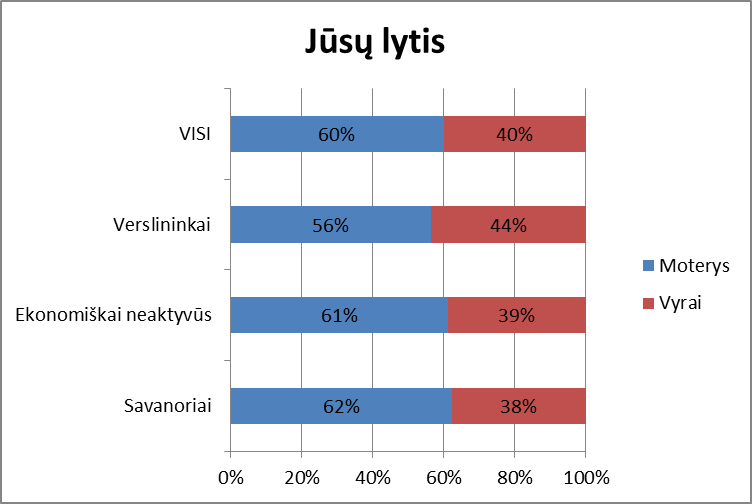 Jūsų lytis
VISI
60%
40%
Verslininkai
56%
44%
Ekonomiškai neaktyvūs
61%
39%
Savanoriai
62%
38%
0%
20%
40%
60%
80%
100%
Moterys
Vyrai